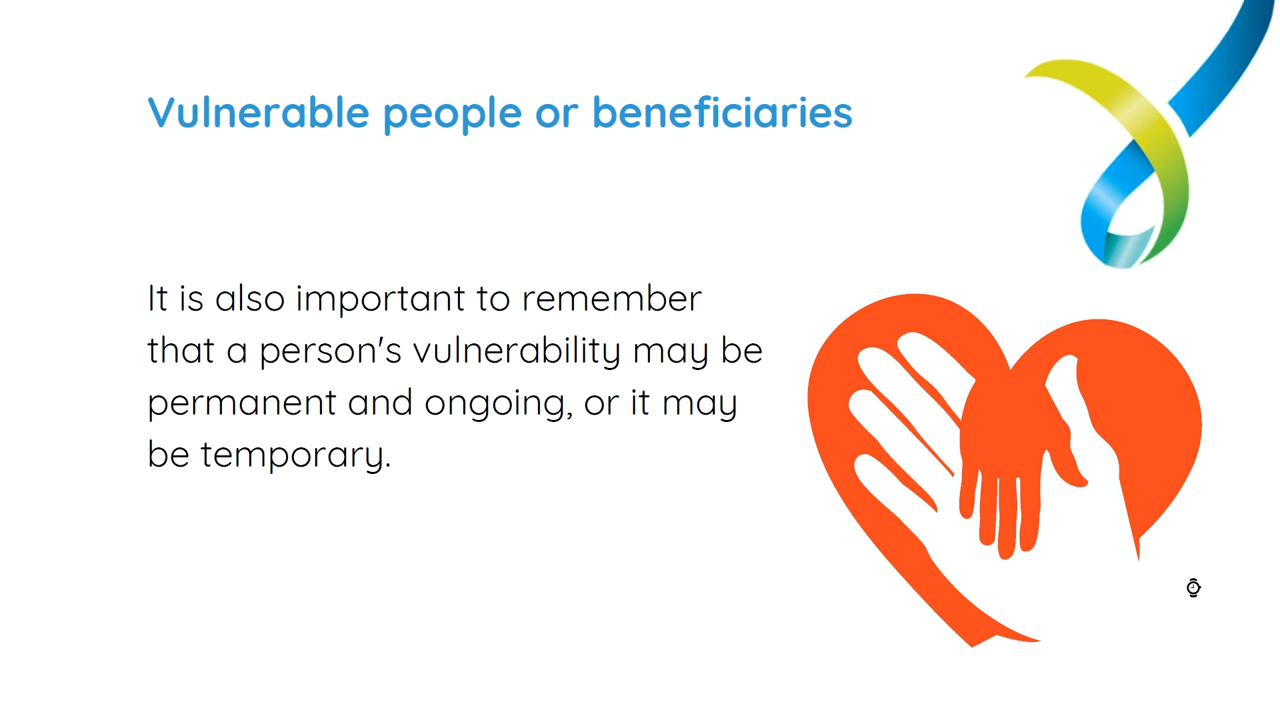 Vulnerable people or beneficiaries
It is also important to remember
that a person's vulnerability may be
permanent and ongoing, or it may
be temporary.